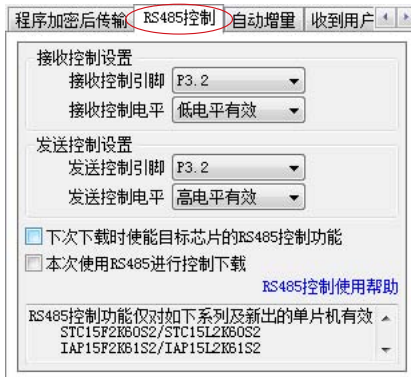 程序加密后传输 RS485控制 自动增量 收到用户
接收控制设置
接收控制引脚 P3.2
接收控制电平 低电平有效
发送控制设置
发送控制引脚 P3.2
发送控制电平 高电平有效
下次下载时使能目标芯片的RS485控制功能
本次使用RS485进行控制下载
RS485控制使用帮助
RS485控制功能仅对如下系列及新出的单片机有效
STC15F2K60S2/STC15L2K60S2
IAP15F2K61S2/IAP15L2K61S2